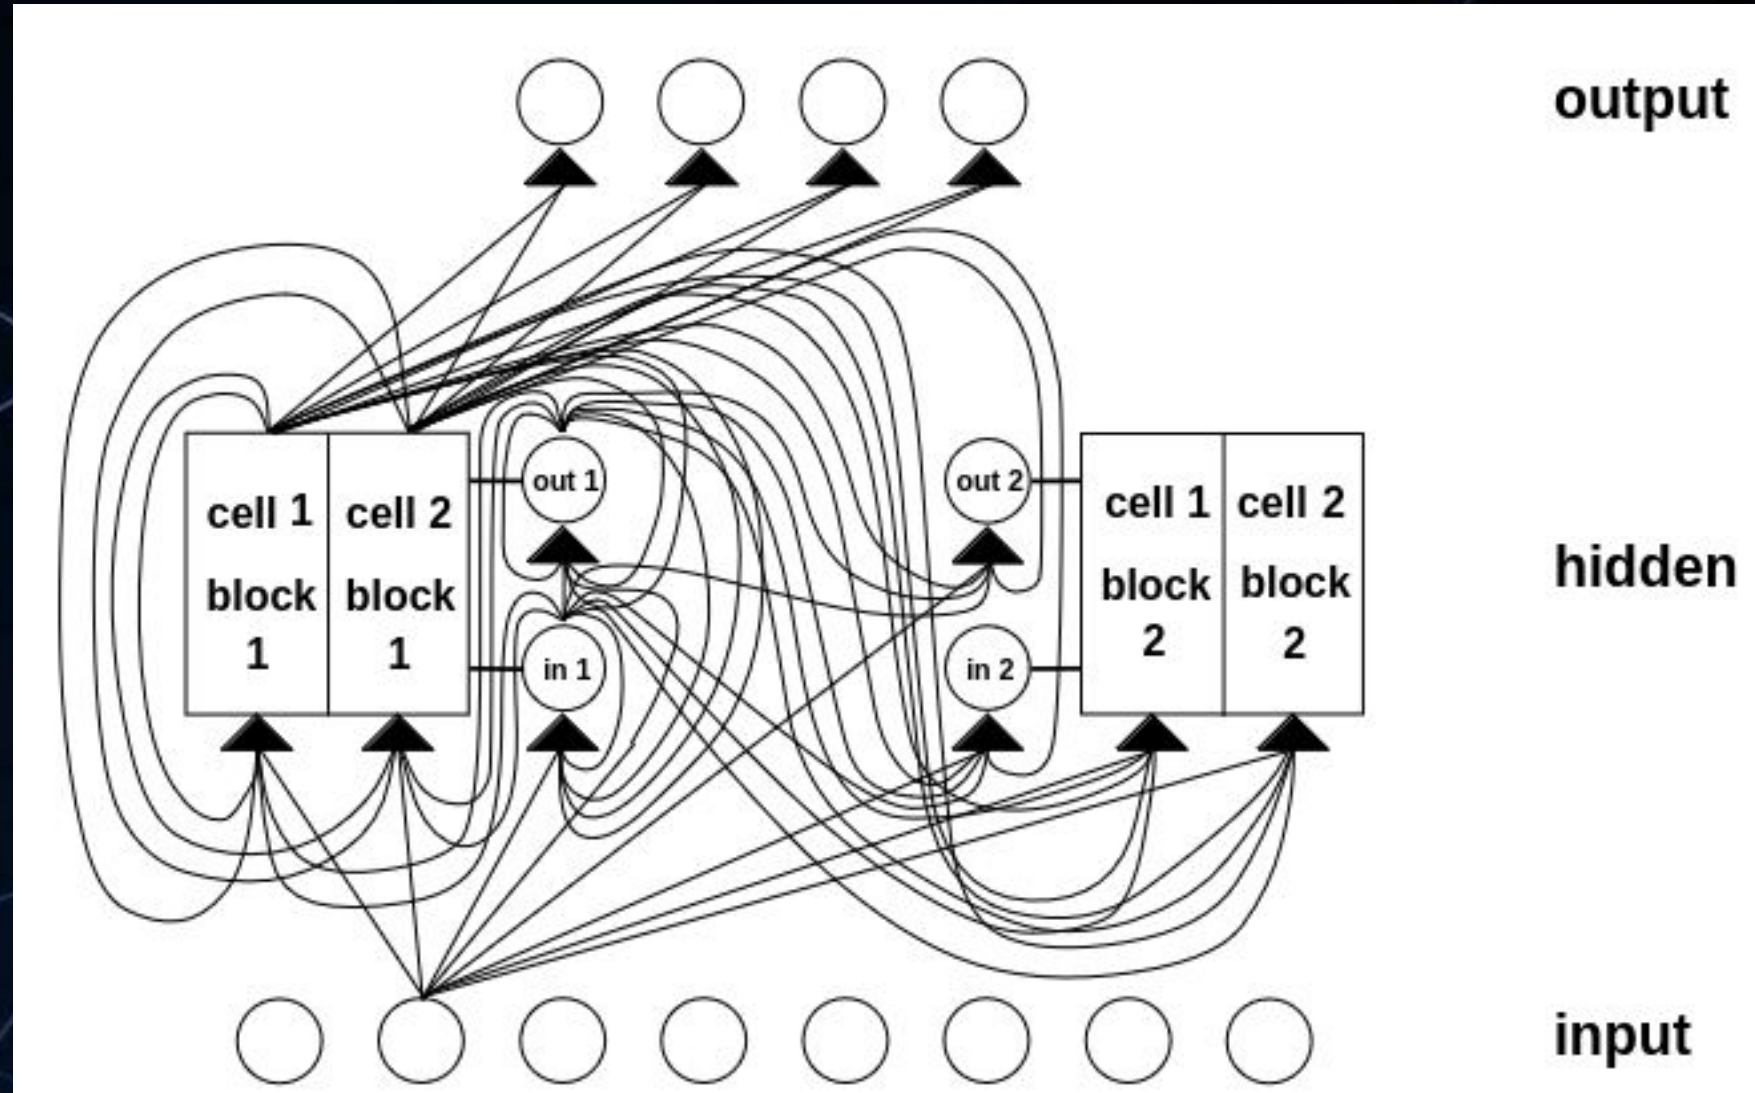 output
cell 1
cell 2
block
1
block
1
out 1
in 1
out 2
in 2
cell 1
cell 2
block
2
block
2
hidden
input